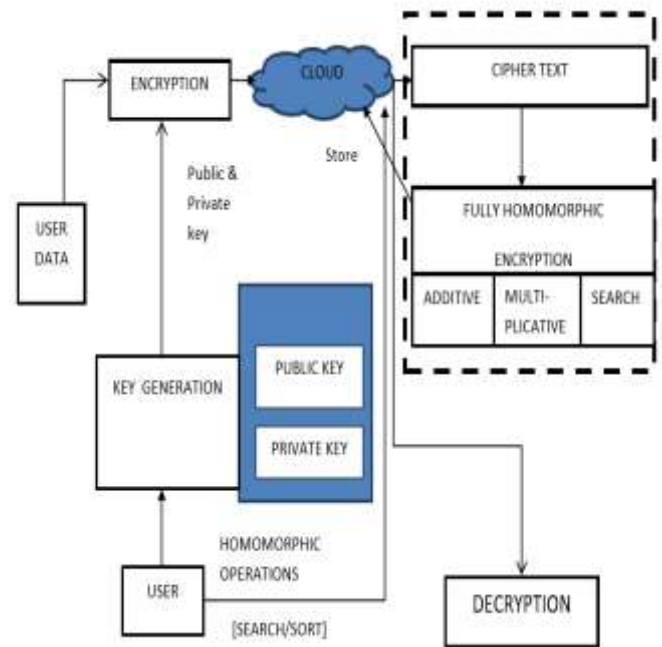 CLOUD
CIPHER TEXT
ENCRYPTION
Store
Public &
Private
key
FULLY HOMOMORPHIC
ENCRYPTION
USER
DATA
ADDITIVE
MULTI-
PLICATIVE
SEARCH
PUBLIC KEY
KEY GENERATION
PRIVATE KEY
HOMOMORPHIC
OPERATIONS
USER
[SEARCH/SORT]
DECRYPTION